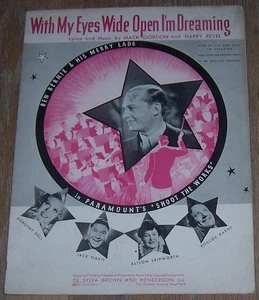 With My Eyes Wide Open I'm Dreaming
Lyrics and Music by MACK GORDON and HARRY REVEL
BEN BERNIE & HIS MERRY LADS
in PARAMOUNT'S "SHOOT THE WORKS"
DOROTHY DELL
JACK OAKIE
ALISON SKIPWORTH
ROSCOE KARNS
DE SYLVA BROWN AND HENDERSON, Inc.